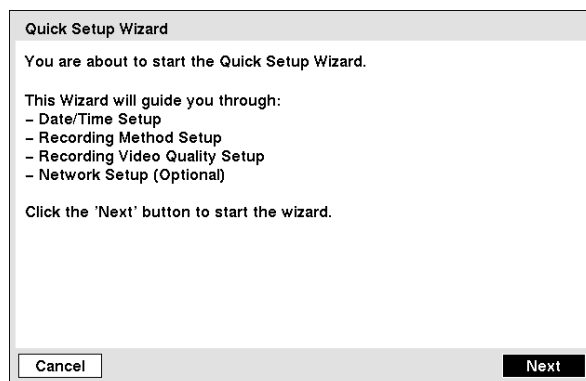 Quick Setup Wizard
You are about to start the Quick Setup Wizard.
This Wizard will guide you through:
– Date/Time Setup
– Recording Method Setup
– Recording Video Quality Setup
– Network Setup (Optional)
Click the 'Next' button to start the wizard.
Cancel
Next